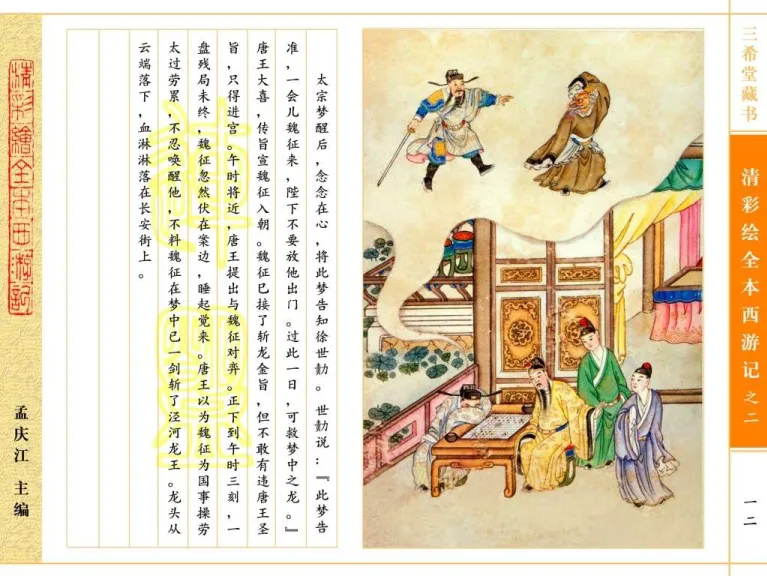 三希堂藏书
清彩绘全本西游记之二
一二
太宗梦醒后，念念在心，将此梦告知徐世勣。世勣说：『此梦告
准，一会儿魏征来，陛下不要放他出门。过此一日，可救梦中之龙。』
唐王大喜，传旨宣魏征入朝。魏征已接了斩龙金旨，但不敢有违唐王圣
旨，只得进宫。午时将近，唐王提出与魏征对弈。正下到午时三刻，一
盘残局未终，魏征忽然伏在案边，睡起觉来。唐王以为魏征为国事操劳
太过劳累，不忍唤醒他，不料魏征在梦中已一剑斩了泾河龙王。龙头从
云端落下，血淋淋落在长安街上。
清彩繪全本西游記
孟庆江 主编